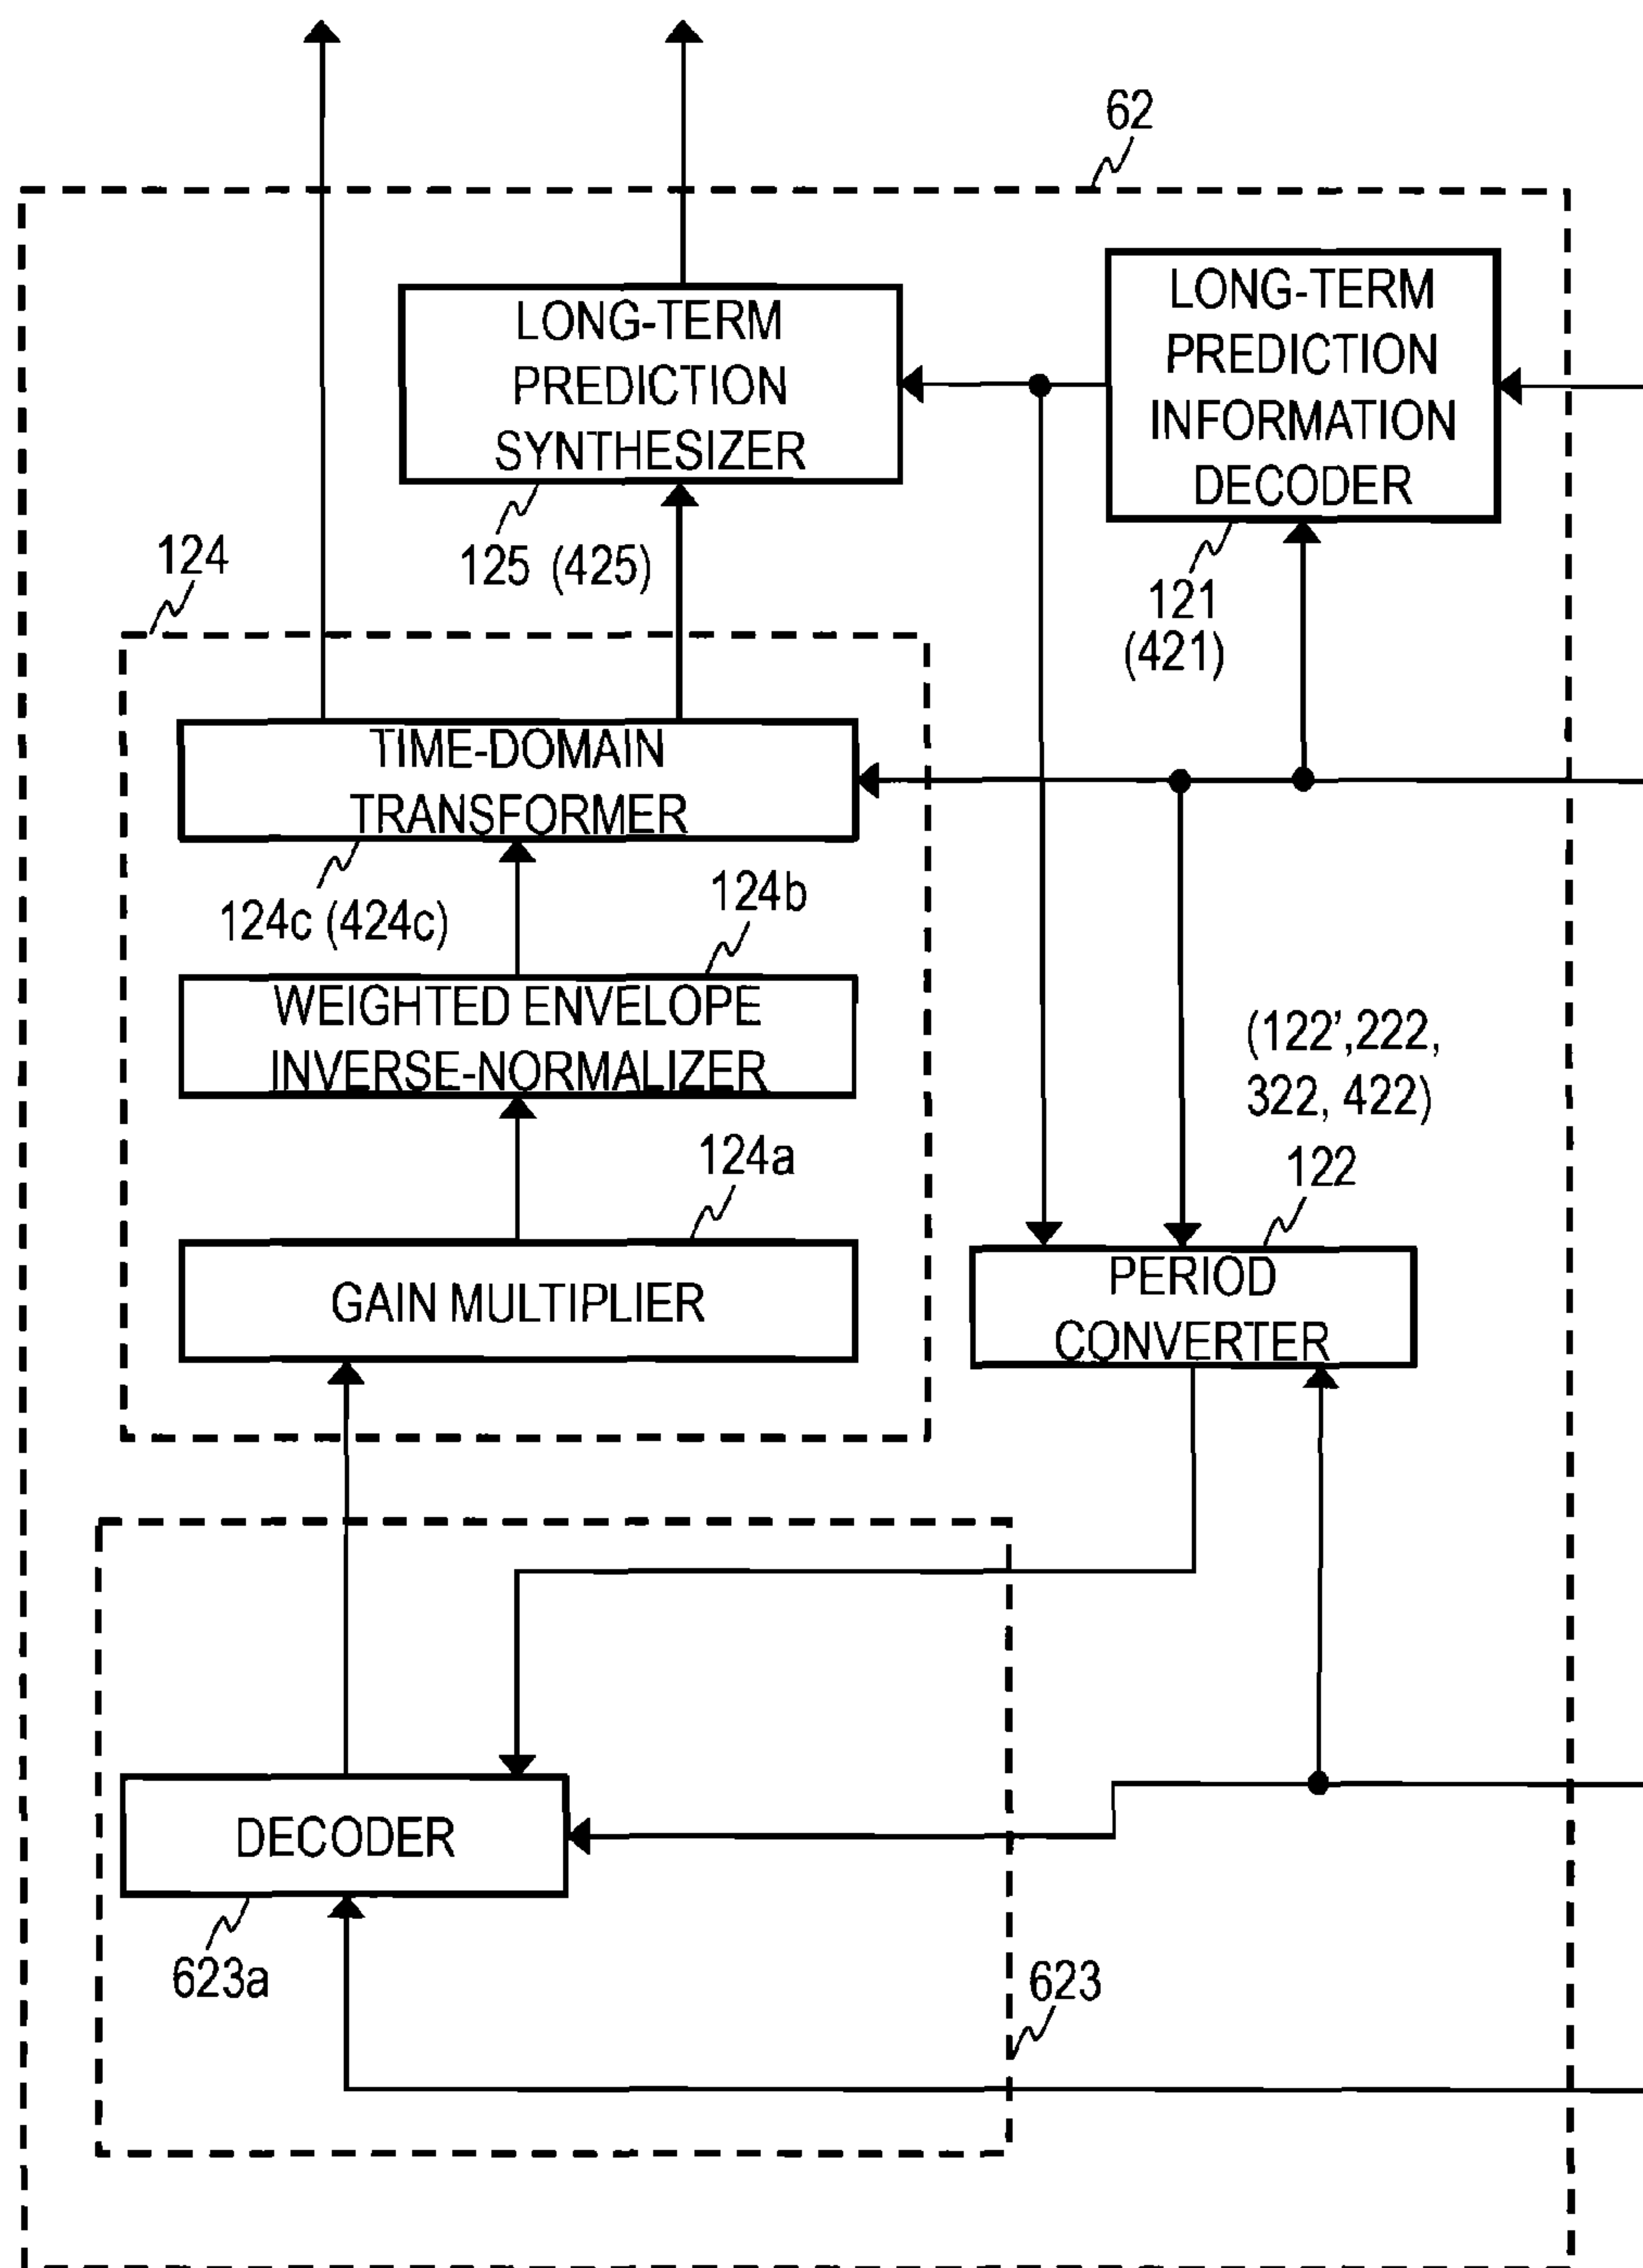 62
LONG-TERM
PREDICTION
SYNTHESIZER
LONG-TERM
PREDICTION
INFORMATION
DECODER
125 (425)
124
121
(421)
TIME-DOMAIN
TRANSFORMER
124c (424c)
124b
WEIGHTED ENVELOPE
INVERSE-NORMALIZER
(122',222,
322, 422)
124a
122
GAIN MULTIPLIER
PERIOD
CONVERTER
DECODER
623a
623